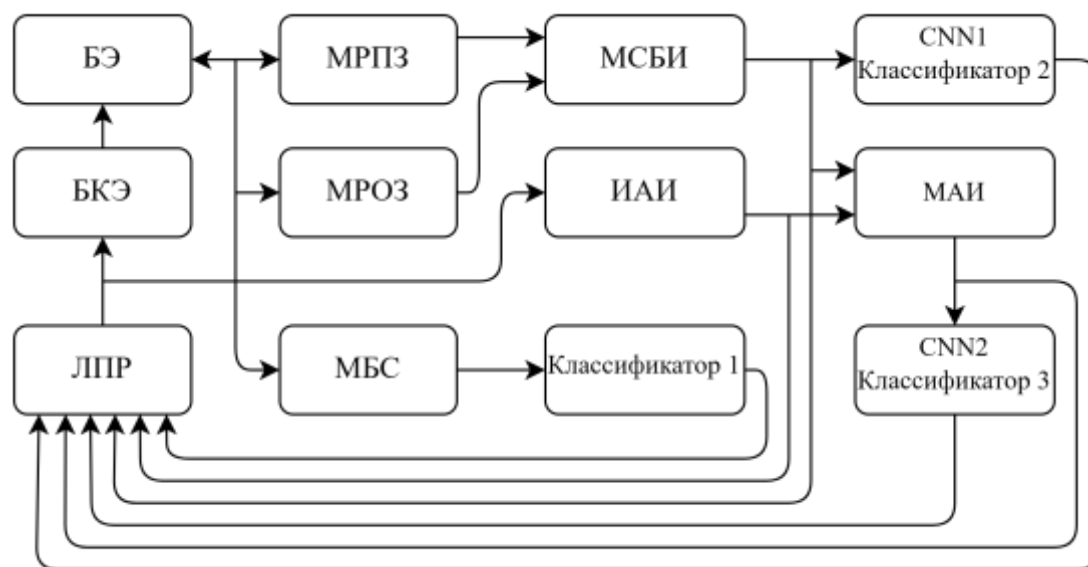 БЭ
МРПЗ
МСБИ
CNN1
Классификатор 2
БКЭ
МРОЗ
ИАИ
МАИ
ЛПР
МБС
Классификатор 1
CNN2
Классификатор 3